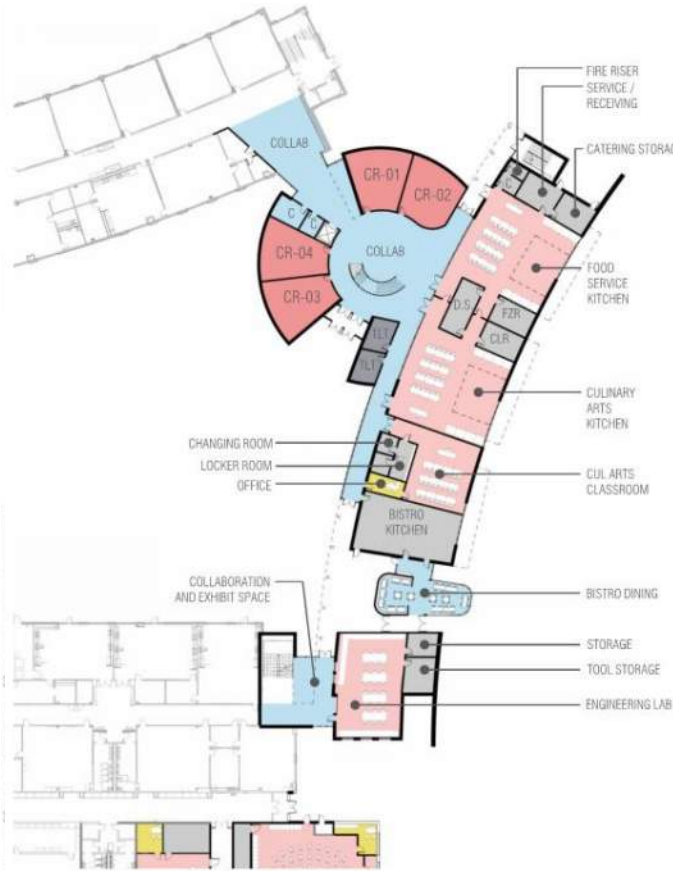 FIRE RISER
SERVICE /
RECEIVING
CATERING STORAG
COLLAB
CR-01
CR-02
C
C
C
CR-04
COLLAB
CR-03
FOOD
SERVICE
KITCHEN
D.S.
FZR
CLR
TLT
TLT
CULINARY
ARTS
KITCHEN
CHANGING ROOM
LOCKER ROOM
OFFICE
CUL ARTS
CLASSROOM
BISTRO
KITCHEN
COLLABORATION
AND EXHIBIT SPACE
BISTRO DINING
STORAGE
TOOL STORAGE
ENGINEERING LAB